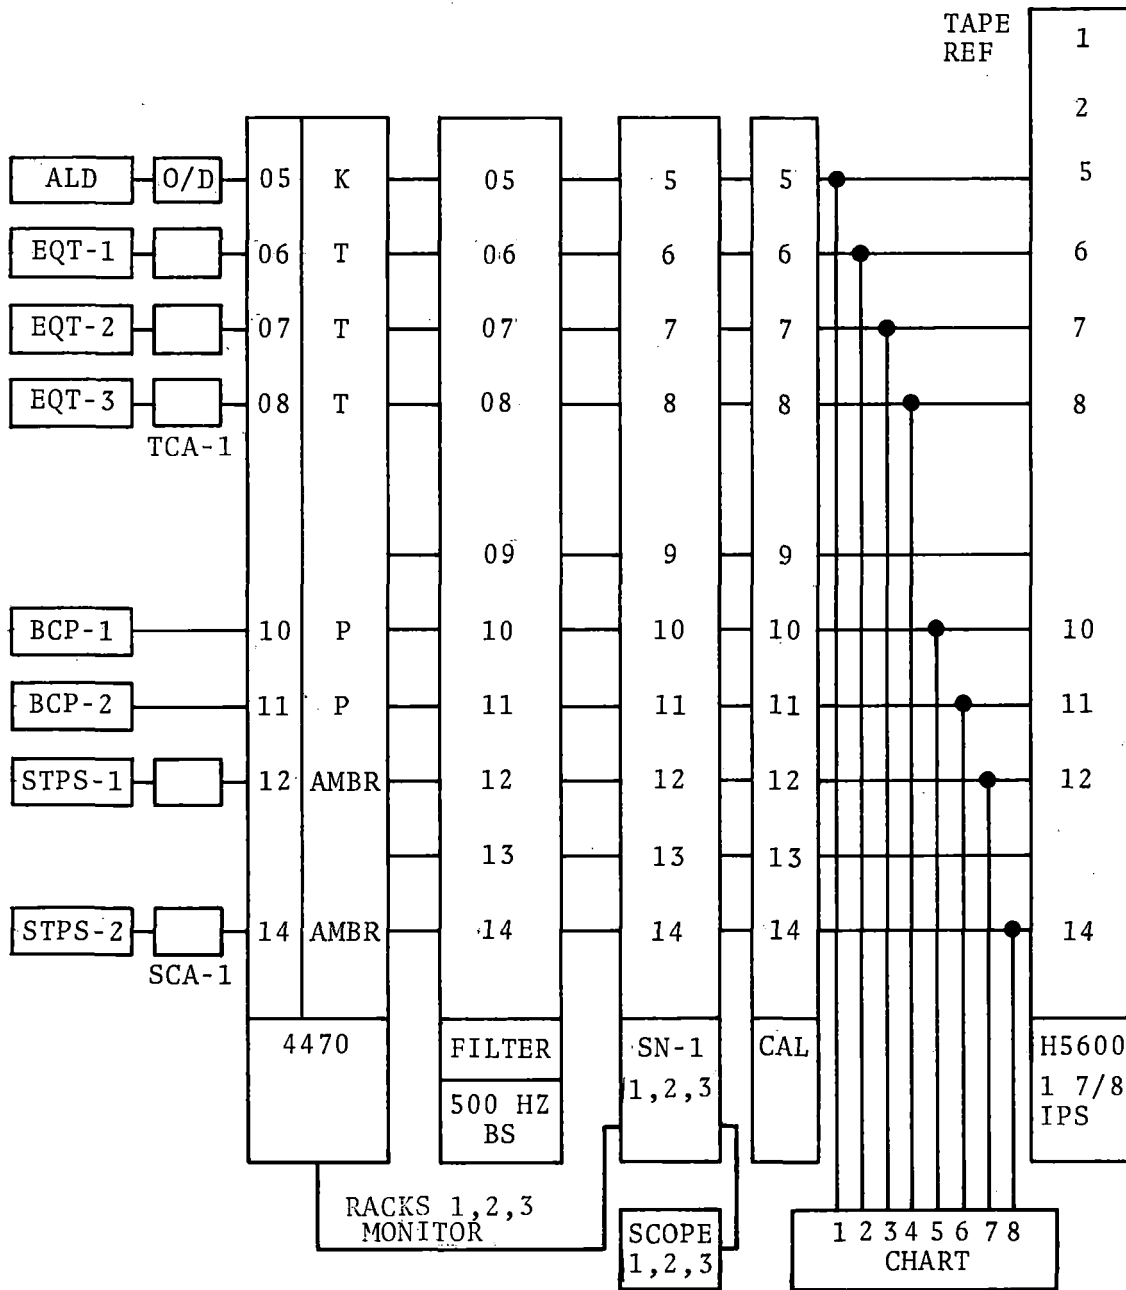 TAPE 1
REF
2
ALD O/D 05 K 05 5 5 5
EQT-1 06 T 06 6 6 6
EQT-2 07 T 07 7 7 7
EQT-3 08 T 08 8 8 8
TCA-1
09 9 9
BCP-1 10 P 10 10 10 10
BCP-2 11 P 11 11 11 11
STPS-1 12 AMBR 12 12 12 12
13 13 13
STPS-2 14 AMBR 14 14 14 14
SCA-1
4470 FILTER SN-1 CAL H5600
500 HZ 1,2,3 1 7/8
BS IPS
RACKS 1,2,3
MONITOR
SCOPE 1 2 3 4 5 6 7 8
1,2,3 CHART